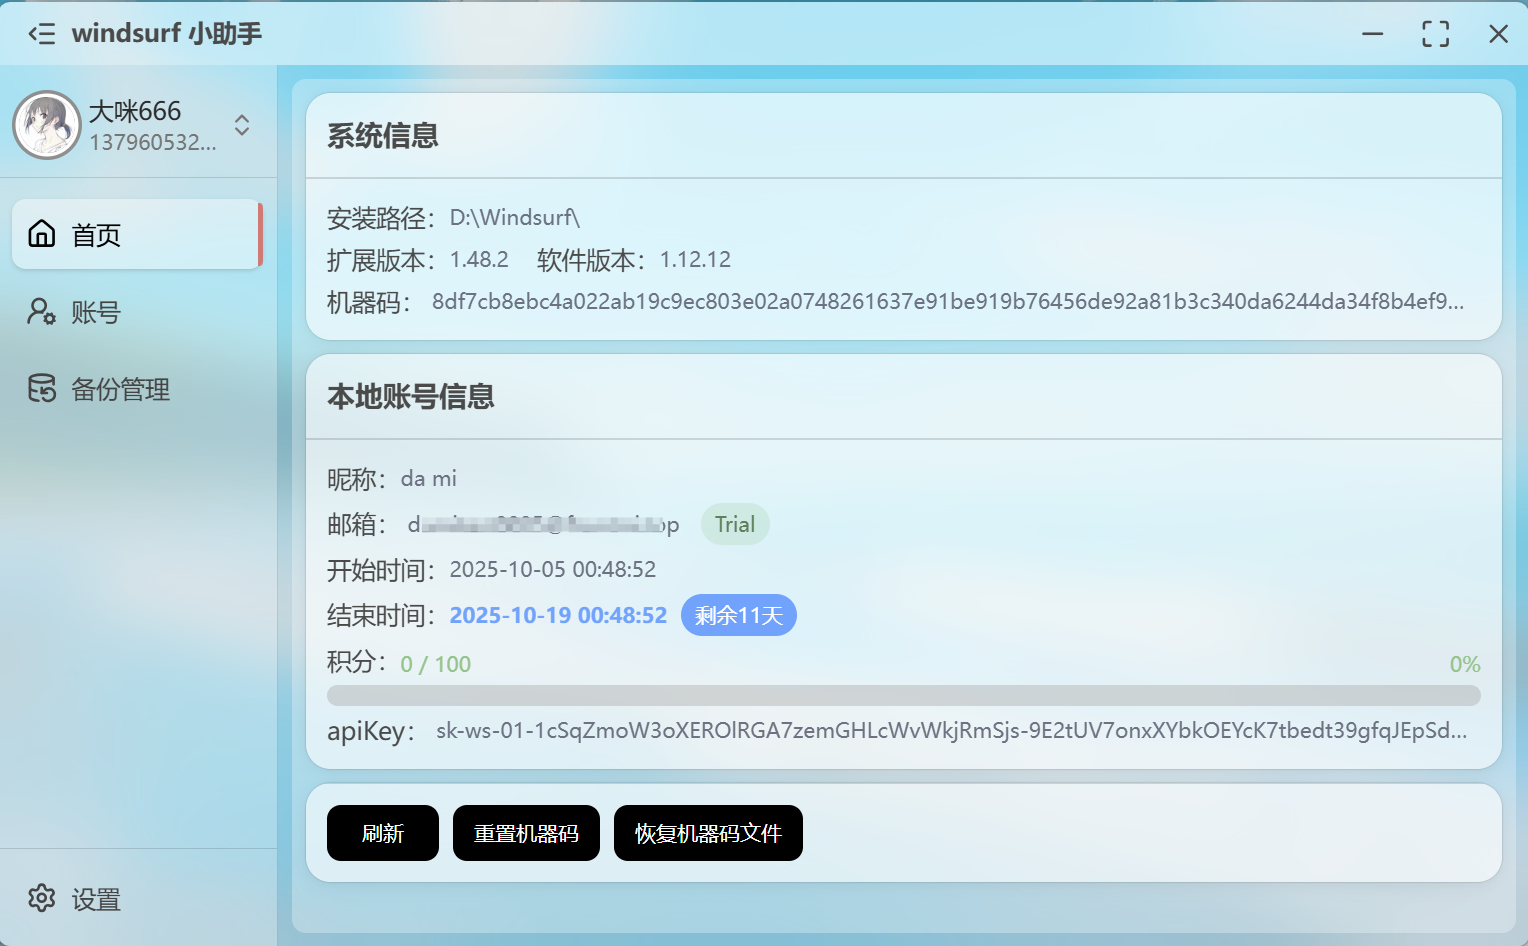 windsurf 小助手
大咪666
137960532...
首页
账号
备份管理
设置
系统信息
安装路径： D:\Windsurf\
扩展版本： 1.48.2 软件版本： 1.12.12
机器码： 8df7cb8ebc4a022ab19c9ec803e02a0748261637e91be919b76456de92a81b3c340da6244da34f8b4ef9...
本地账号信息
昵称： da mi
邮箱： Trial
开始时间： 2025-10-05 00:48:52
结束时间： 2025-10-19 00:48:52 剩余11天
积分： 0 / 100 0%
apiKey： sk-ws-01-1cSqZmoW3oXEROlRGA7zemGHLcWvWkjRmSjs-9E2tUV7onxXYbkOEYcK7tbedt39gfqJEpSd...
刷新 重置机器码 恢复机器码文件